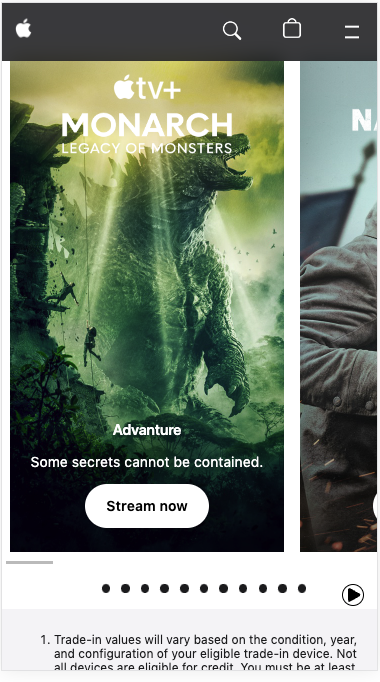 tv+
MONARCH
LEGACY OF MONSTERS
NA
Advanture
Some secrets cannot be contained.
Stream now
1. Trade-in values will vary based on the condition, year,
and configuration of your eligible trade-in device. Not
all devices are eligible for credit. You must be at least